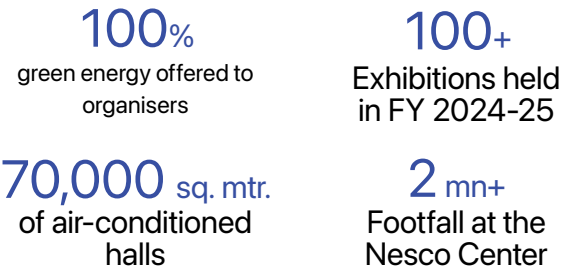 100%
green energy offered to
organisers
100+
Exhibitions held
in FY 2024-25
70,000 sq. mtr.
of air-conditioned
halls
2 mn+
Footfall at the
Nesco Center